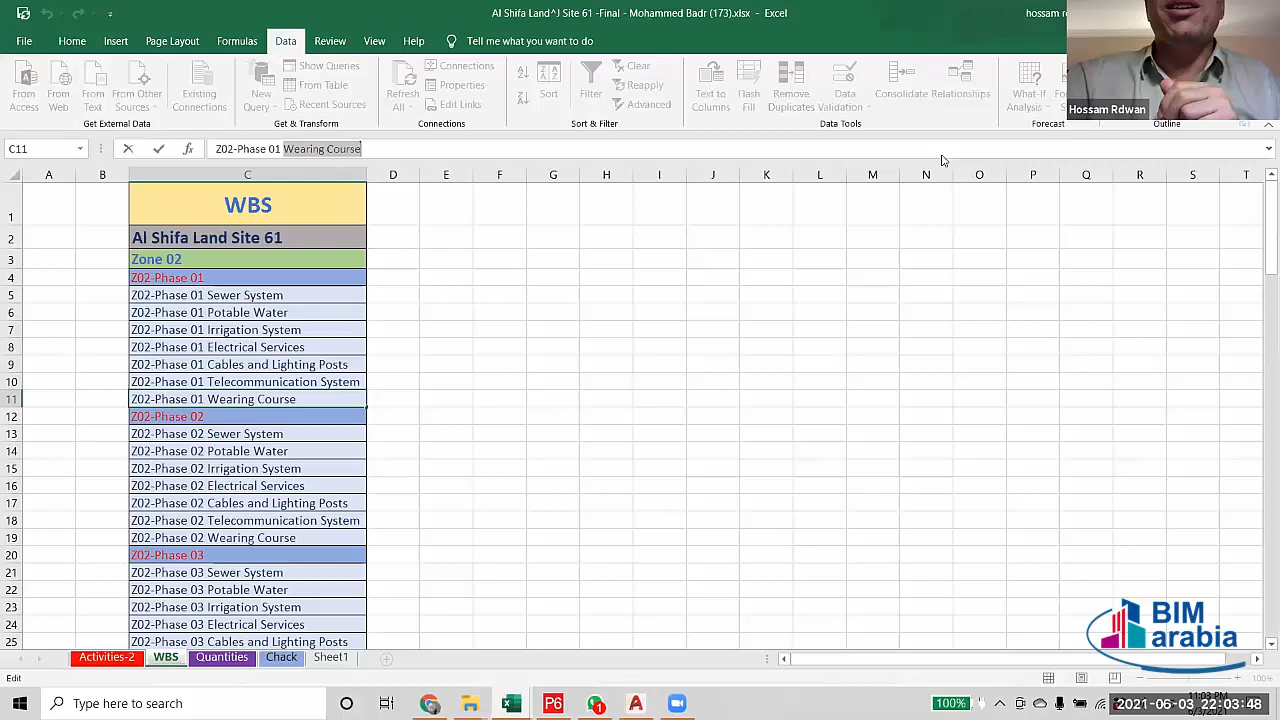 Al Shifa Land^J Site 61 -Final - Mohammed Badr (173).xlsx - Excel
hossam r
File Home Insert Page Layout Formulas Data Review View Help Tell me what you want to do
From Access
From Web
From Text
From Other Sources
Existing Connections
New Query
Show Queries
From Table
Recent Sources
Refresh All
Connections
Properties
Edit Links
Sort
Filter
Clear
Reapply
Advanced
Text to Columns
Flash Fill
Remove Duplicates
Data Validation
Consolidate
Relationships
What-If Analysis
Hossam Rdwan
Get External Data Get & Transform Connections Sort & Filter Data Tools Forecast Outline
C11 fx Z02-Phase 01 Wearing Course
A B C D E F G H I J K L M N O P Q R S T
1 WBS
2 Al Shifa Land Site 61
3 Zone 02
4 Z02-Phase 01
5 Z02-Phase 01 Sewer System
6 Z02-Phase 01 Potable Water
7 Z02-Phase 01 Irrigation System
8 Z02-Phase 01 Electrical Services
9 Z02-Phase 01 Cables and Lighting Posts
10 Z02-Phase 01 Telecommunication System
11 Z02-Phase 01 Wearing Course
12 Z02-Phase 02
13 Z02-Phase 02 Sewer System
14 Z02-Phase 02 Potable Water
15 Z02-Phase 02 Irrigation System
16 Z02-Phase 02 Electrical Services
17 Z02-Phase 02 Cables and Lighting Posts
18 Z02-Phase 02 Telecommunication System
19 Z02-Phase 02 Wearing Course
20 Z02-Phase 03
21 Z02-Phase 03 Sewer System
22 Z02-Phase 03 Potable Water
23 Z02-Phase 03 Irrigation System
24 Z02-Phase 03 Electrical Services
25 Z02-Phase 03 Cables and Lighting Posts
BIM
arabia
Activities-2 WBS Quantities Chack Sheet1
Edit 100%
Type here to search
P6
1
A
100%
11:03 PM
2021-06-03 22:03:48